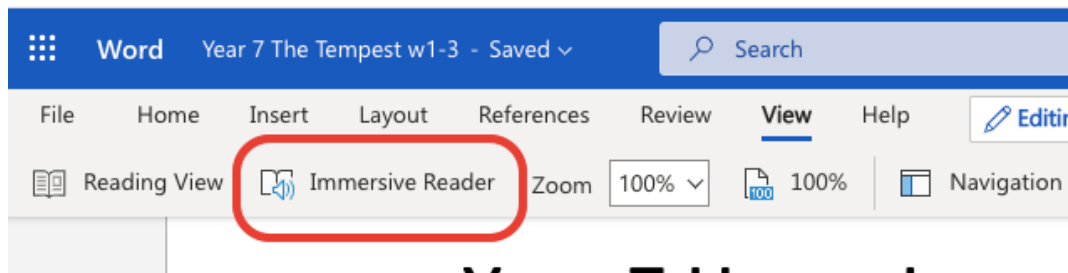 Word Year 7 The Tempest w1-3 - Saved Search
File Home Insert Layout References Review View Help
Reading View Immersive Reader Zoom 100% 100 100% Navigation